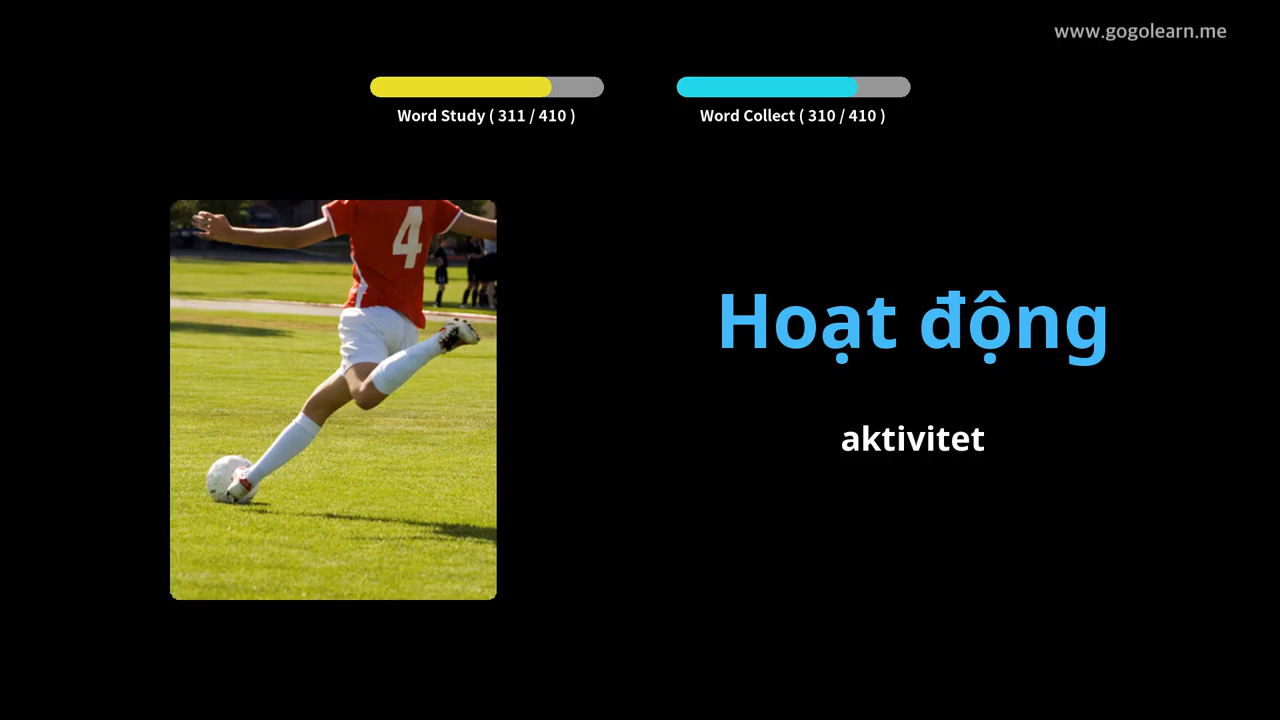 www.gogolearn.me
Word Study ( 311 / 410 )
Word Collect ( 310 / 410 )
4
Hoạt động
aktivitet